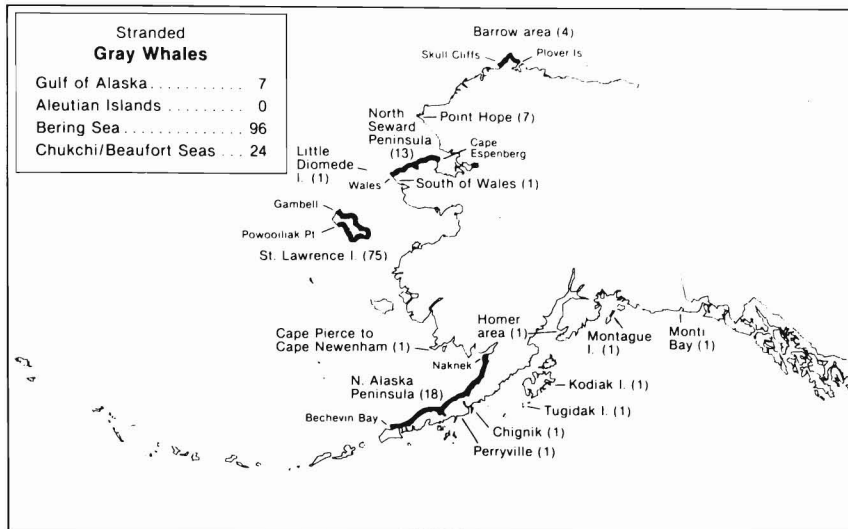 Stranded
Gray Whales
Gulf of Alaska . . . . . . . . . . . 7
Aleutian Islands . . . . . . . . . 0
Bering Sea . . . . . . . . . . . . . . 96
Chukchi/Beaufort Seas . . . 24
Barrow area (4)
Skull Cliffs
Plover Is
North
Seward
Peninsula
(13)
Point Hope (7)
Cape
Espenberg
Little
Diomede
I. (1)
Wales
South of Wales (1)
Gambell
Powooiliak Pt
St. Lawrence I. (75)
Cape Pierce to
Cape Newenham (1)
Homer
area (1)
Montague
I. (1)
Monti
Bay (1)
Naknek
N. Alaska
Peninsula (18)
Kodiak I. (1)
Tugidak I. (1)
Bechevin Bay
Chignik (1)
Perryville (1)